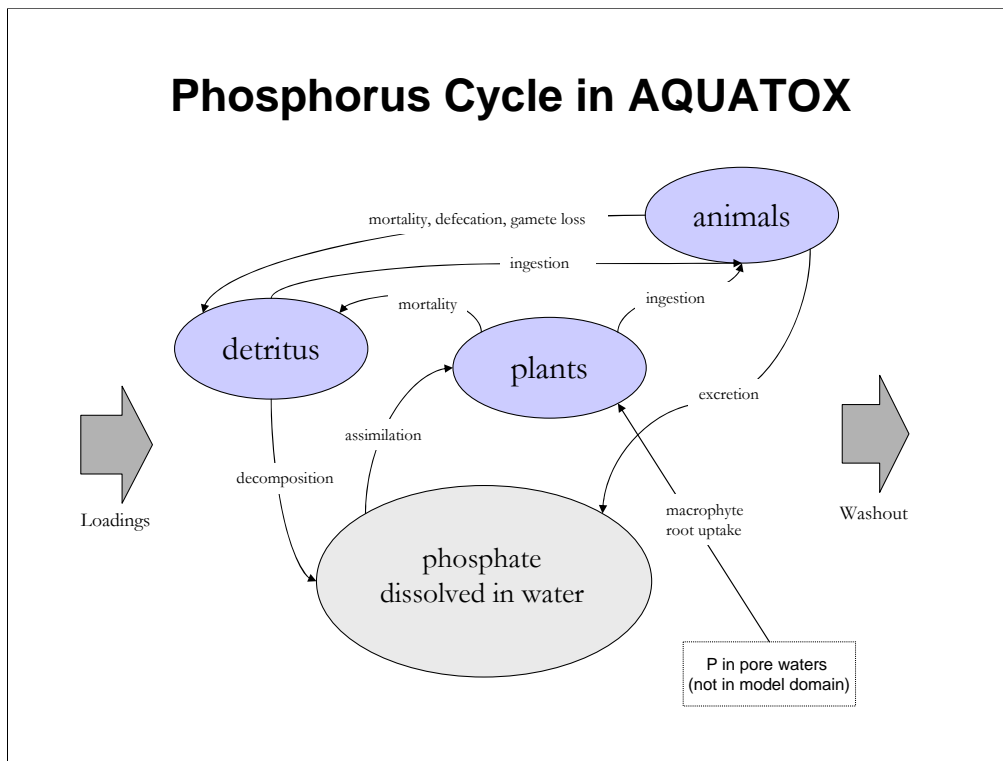 Phosphorus Cycle in AQUATOX
animals
mortality, defecation, gamete loss
ingestion
mortality
ingestion
detritus
plants
excretion
assimilation
decomposition
Loadings
macrophyte
root uptake
Washout
phosphate
dissolved in water
P in pore waters
(not in model domain)